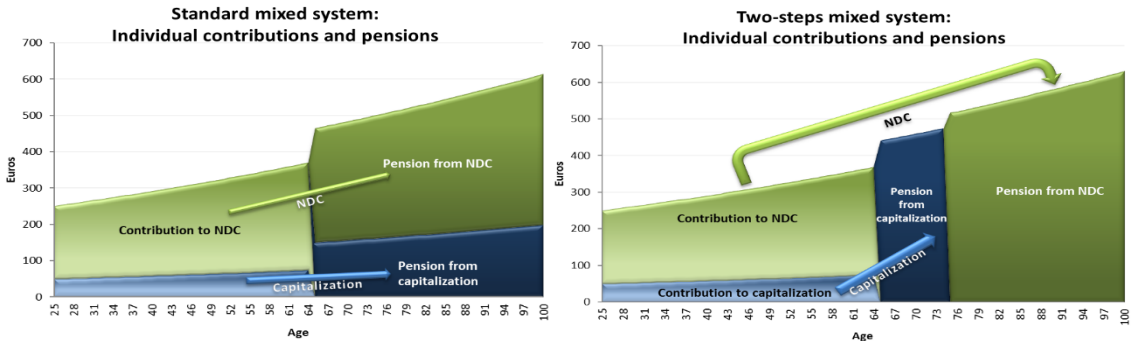 Standard mixed system:
Individual contributions and pensions
700
600
500
400
300
200
100
0
Euros
Pension from NDC
NDC
Contribution to NDC
Pension from
capitalization
Capitalization
25 28 31 34 37 40 43 46 49 52 55 58 61 64 67 70 73 76 79 82 85 88 91 94 97 100
Age
Two-steps mixed system:
Individual contributions and pensions
700
600
500
400
300
200
100
0
Euros
NDC
Pension
from
capitalization
Pension from NDC
Contribution to NDC
Capitalization
Contribution to capitalization
25 28 31 34 37 40 43 46 49 52 55 58 61 64 67 70 73 76 79 82 85 88 91 94 97 100
Age